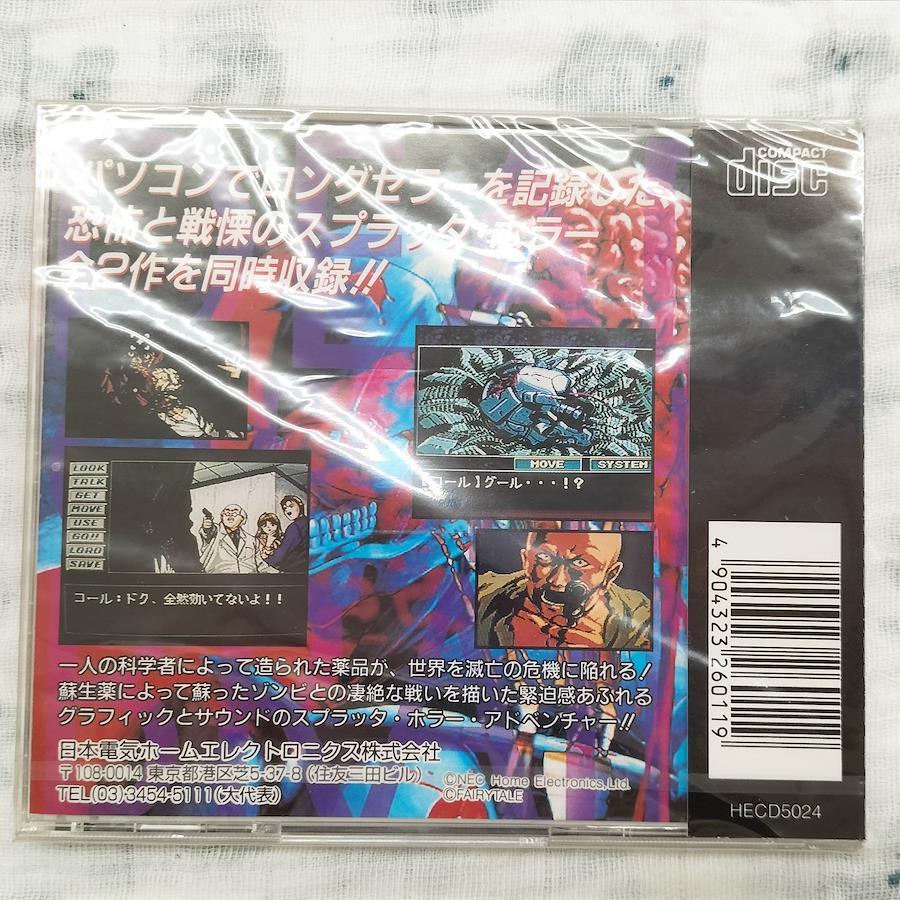 パソコンでロングセラーを記録した
恐怖と戦慄のスプラッタ・ホラー
全2作を同時収録!!
COMPACT
disc
MOVE SYSTEM
【コール】グール・・・!?
LOOK
TALK
GET
MOVE
USE
GO!!
LOAD
SAVE
コール：ドク、全然効いてないよ!!
一人の科学者によって造られた薬品が、世界を滅亡の危機に陥れる!
蘇生薬によって蘇ったゾンビとの凄絶な戦いを描いた緊迫感あふれる
グラフィックとサウンドのスプラッタ・ホラー・アドベンチャー!!
日本電気ホームエレクトロニクス株式会社
〒108-0014 東京都港区芝5-37-8(住友三田ビル)
TEL(03)3454-5111(大代表)
©NEC Home Electronics,Ltd.
©FAIRYTALE
4 904323 260119
HECD5024